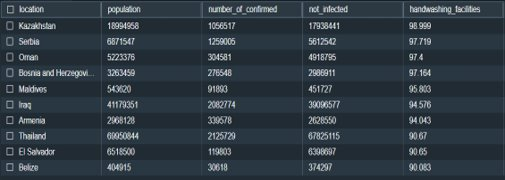 location population number_of_confirmed not_infected handwashing_facilities
Kazakhstan 18994958 1056517 17938441 98.999
Serbia 6871547 1259005 5612542 97.719
Oman 5223376 304581 4918795 97.4
Bosnia and Herzegovi... 3263459 276548 2986911 97.164
Maldives 543620 91893 451727 95.803
Iraq 41179351 2082774 39096577 94.576
Armenia 2968128 339578 2628550 94.043
Thailand 69950844 2125729 67825115 90.67
El Salvador 6518500 119803 6398697 90.65
Belize 404915 30618 374297 90.083